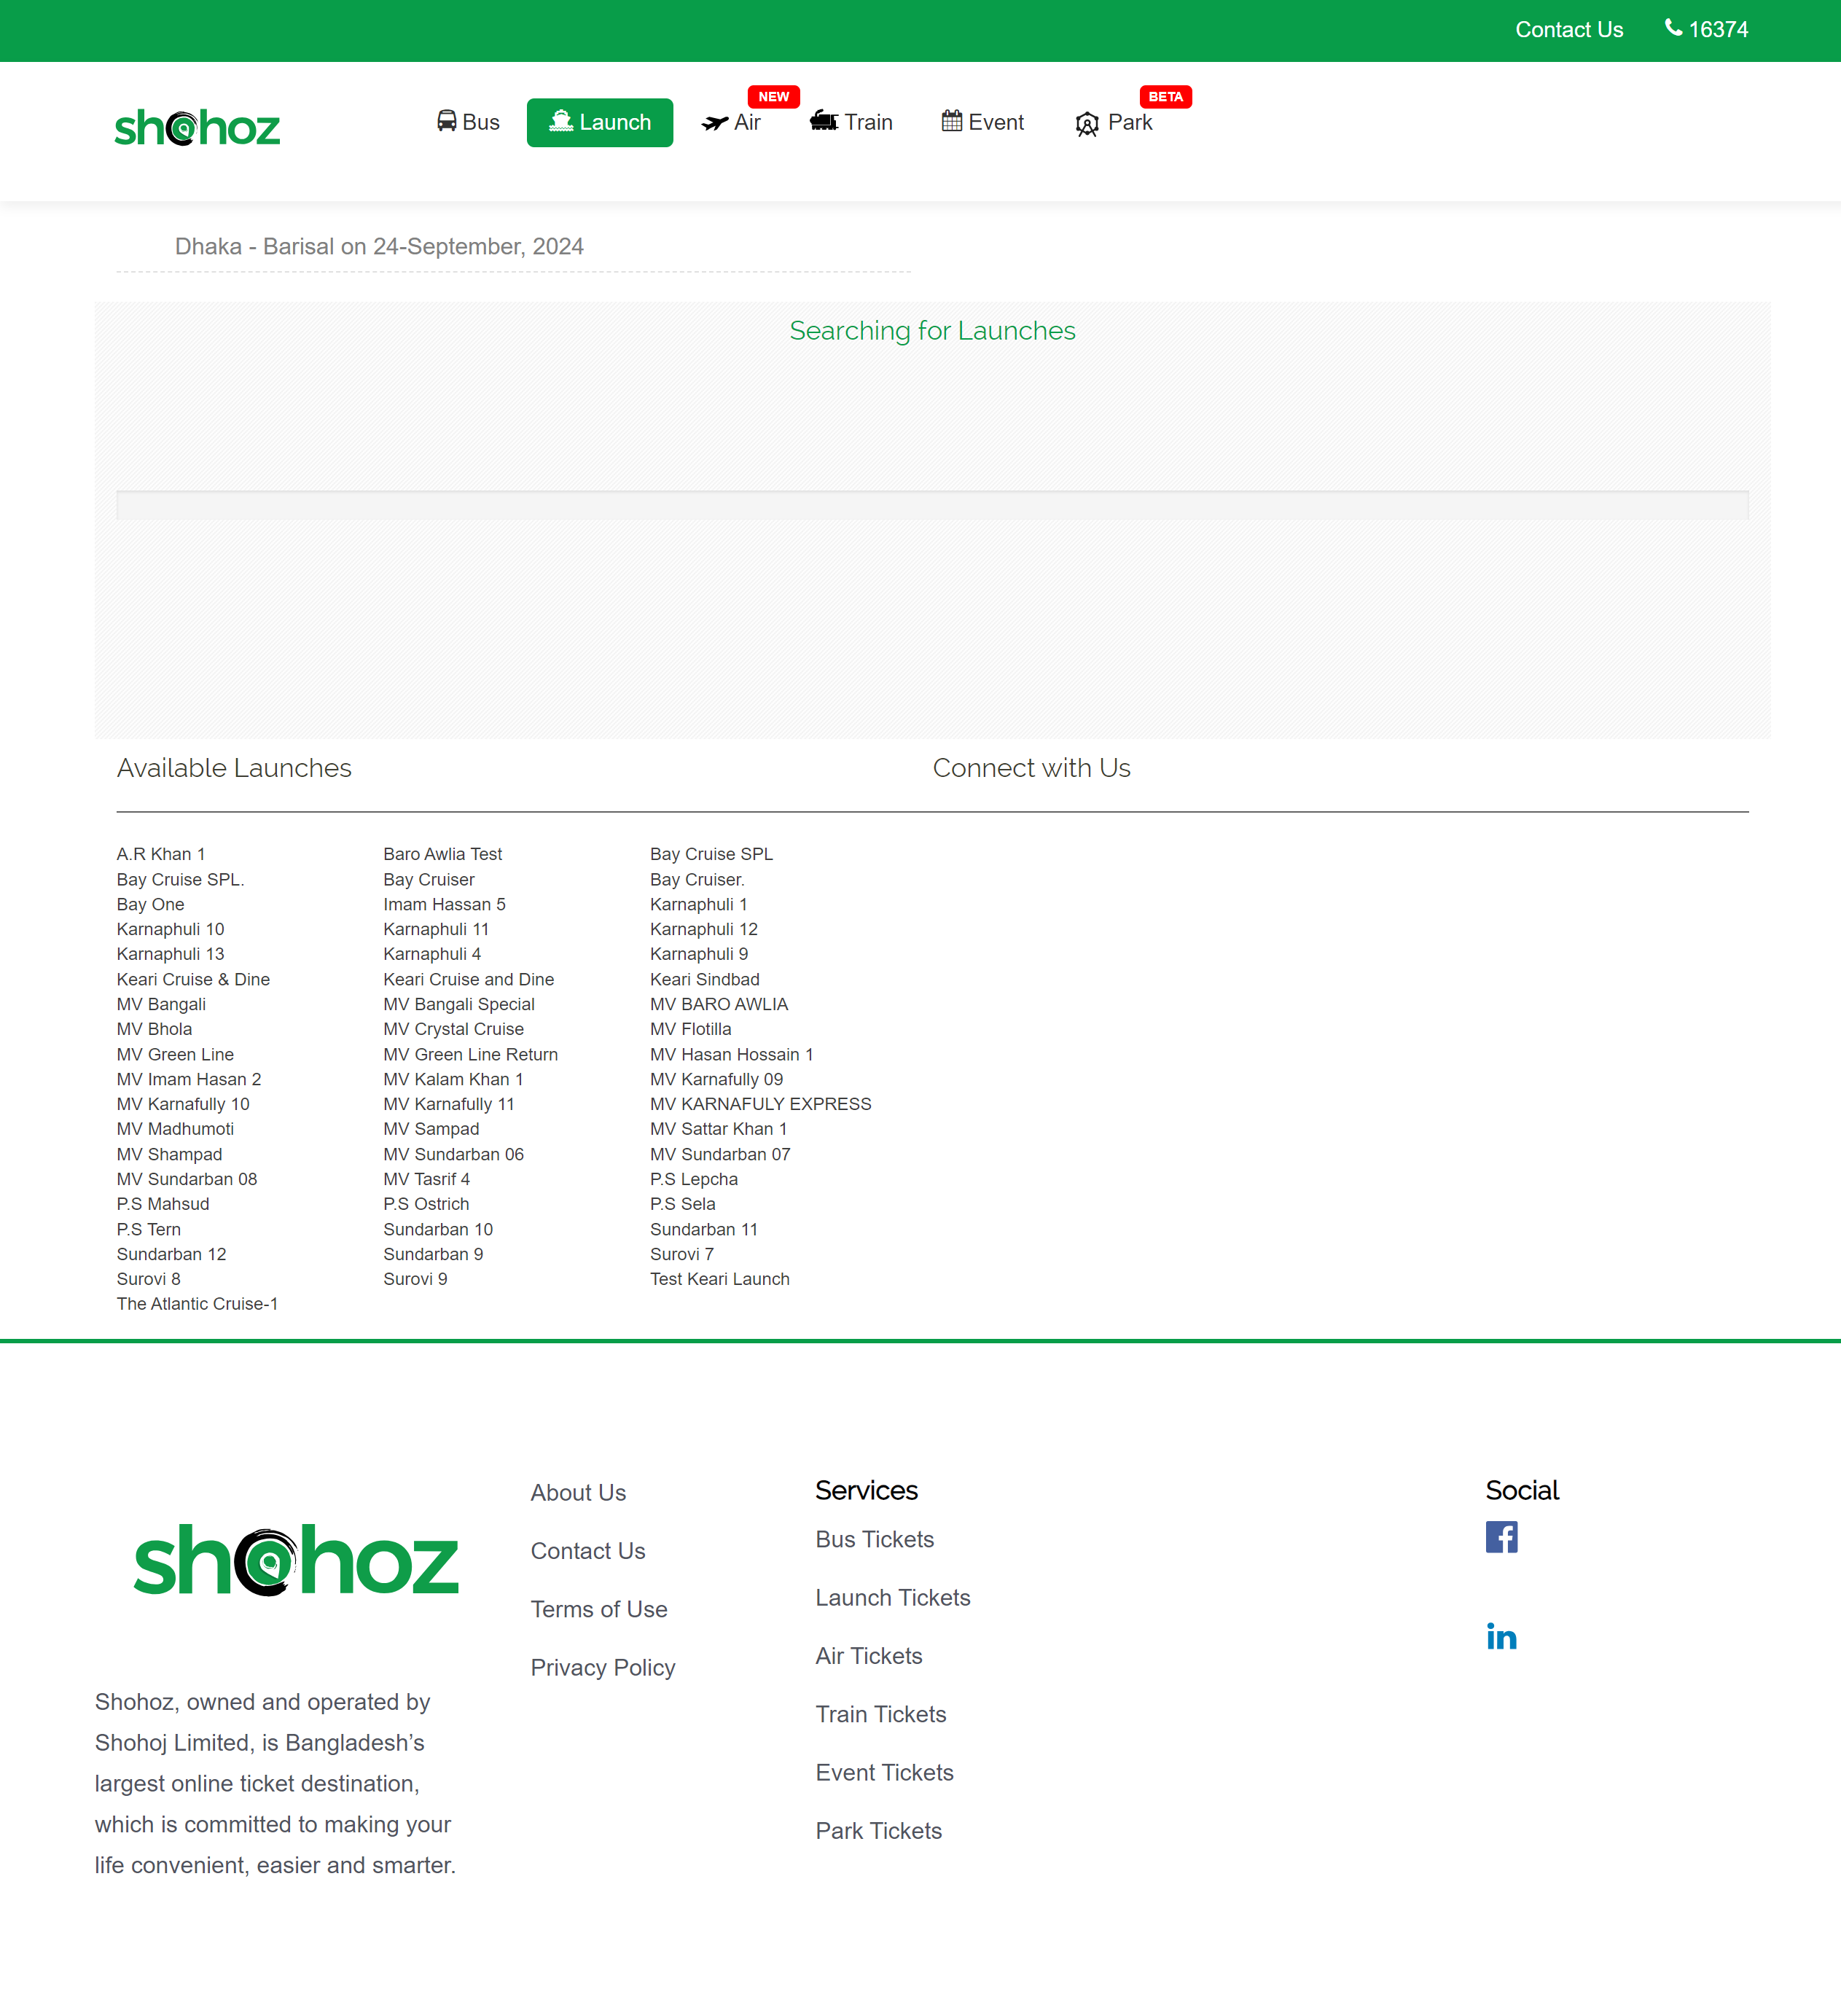 Contact Us 16374
shohoz
Bus Launch Air NEW Train Event Park BETA
Dhaka - Barisal on 24-September, 2024
Searching for Launches
Available Launches
Connect with Us
A.R Khan 1 Baro Awlia Test Bay Cruise SPL
Bay Cruise SPL. Bay Cruiser Bay Cruiser.
Bay One Imam Hassan 5 Karnaphuli 1
Karnaphuli 10 Karnaphuli 11 Karnaphuli 12
Karnaphuli 13 Karnaphuli 4 Karnaphuli 9
Keari Cruise & Dine Keari Cruise and Dine Keari Sindbad
MV Bangali MV Bangali Special MV BARO AWLIA
MV Bhola MV Crystal Cruise MV Flotilla
MV Green Line MV Green Line Return MV Hasan Hossain 1
MV Imam Hasan 2 MV Kalam Khan 1 MV Karnafully 09
MV Karnafully 10 MV Karnafully 11 MV KARNAFULY EXPRESS
MV Madhumoti MV Sampad MV Sattar Khan 1
MV Shampad MV Sundarban 06 MV Sundarban 07
MV Sundarban 08 MV Tasrif 4 P.S Lepcha
P.S Mahsud P.S Ostrich P.S Sela
P.S Tern Sundarban 10 Sundarban 11
Sundarban 12 Sundarban 9 Surovi 7
Surovi 8 Surovi 9 Test Keari Launch
The Atlantic Cruise-1
shohoz
Shohoz, owned and operated by
Shohoj Limited, is Bangladesh’s
largest online ticket destination,
which is committed to making your
life convenient, easier and smarter.
About Us
Contact Us
Terms of Use
Privacy Policy
Services
Bus Tickets
Launch Tickets
Air Tickets
Train Tickets
Event Tickets
Park Tickets
Social